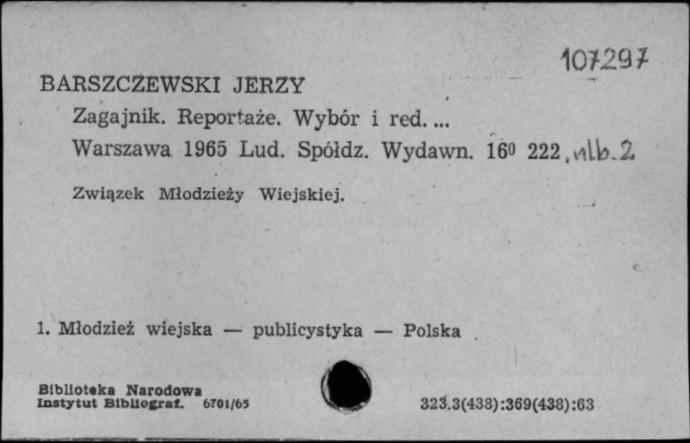 107297
BARSZCZEWSKI JERZY
Zagajnik. Reportaże. Wybór i red. ...
Warszawa 1965 Lud. Spółdz. Wydawn. 16⁰ 222, nlb. 2
Związek Młodzieży Wiejskiej.
1. Młodzież wiejska — publicystyka — Polska
Biblioteka Narodowa
Instytut Bibliograf. 6701/65
323.3(438):369(438):63